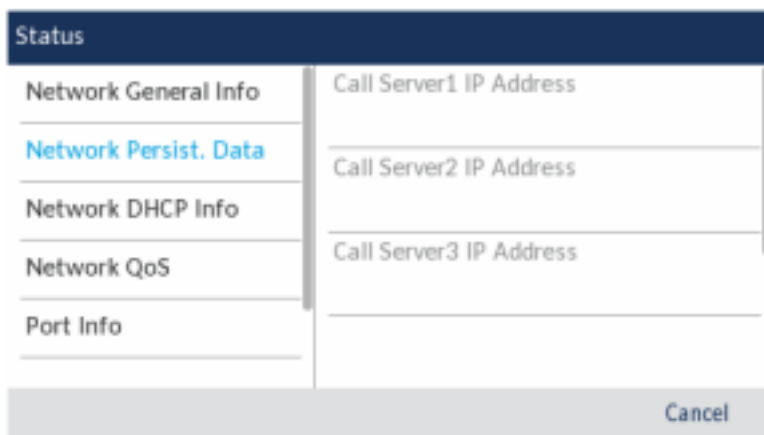 Status
Network General Info
Network Persist. Data
Network DHCP Info
Network QoS
Port Info
Call Server1 IP Address
Call Server2 IP Address
Call Server3 IP Address
Cancel